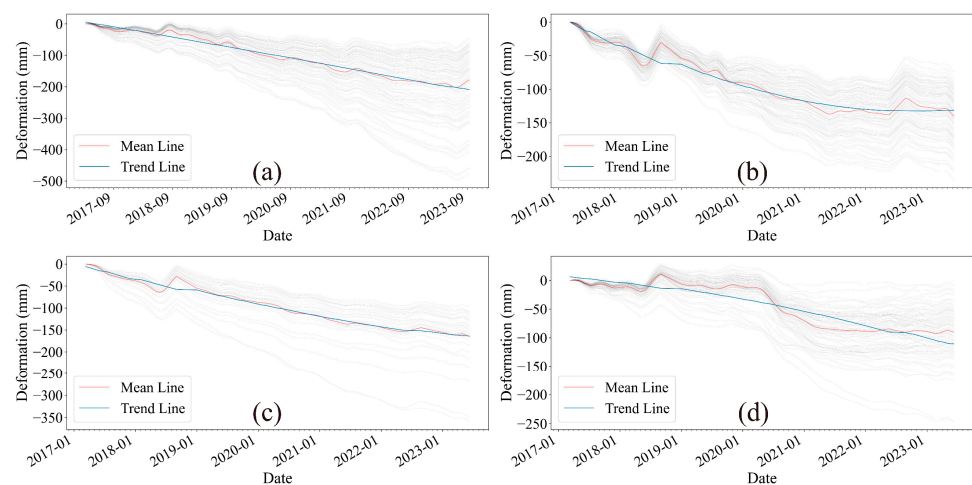 0
−100
−200
−300
−400
−500
Deformation (mm)
Mean Line
Trend Line
(a)
2017-09
2018-09
2019-09
2020-09
2021-09
2022-09
2023-09
Date
0
−50
−100
−150
−200
Deformation (mm)
Mean Line
Trend Line
(b)
2017-01
2018-01
2019-01
2020-01
2021-01
2022-01
2023-01
Date
0
−50
−100
−150
−200
−250
−300
−350
Deformation (mm)
Mean Line
Trend Line
(c)
2017-01
2018-01
2019-01
2020-01
2021-01
2022-01
2023-01
Date
50
0
−50
−100
−150
−200
−250
Deformation (mm)
Mean Line
Trend Line
(d)
2017-01
2018-01
2019-01
2020-01
2021-01
2022-01
2023-01
Date